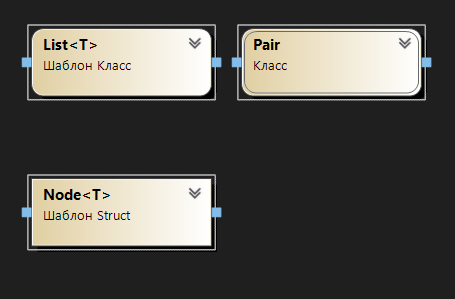 List<T>
Шаблон Класс
Pair
Класс
Node<T>
Шаблон Struct